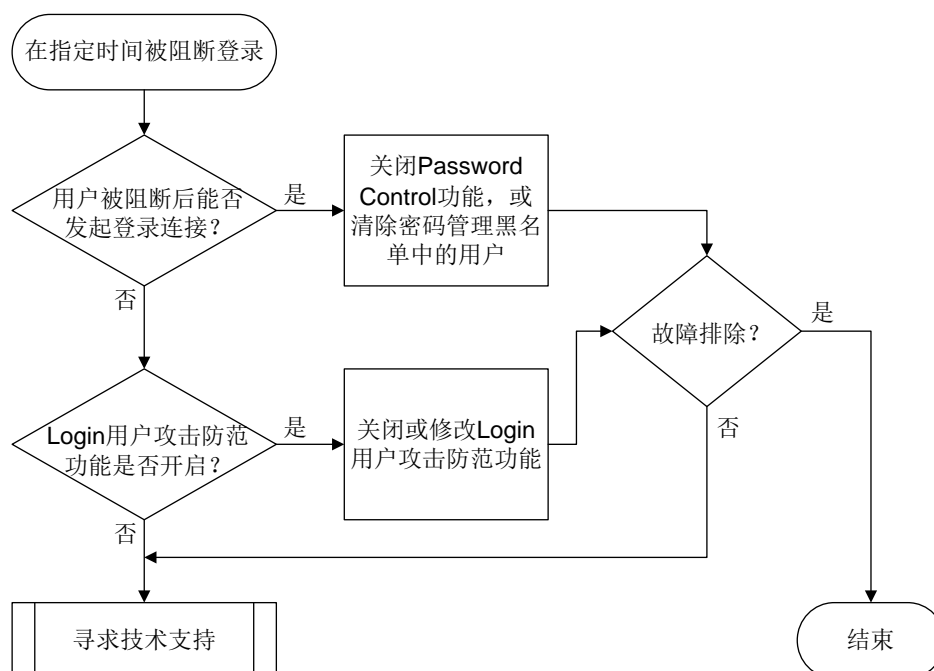 在指定时间被阻断登录
用户被阻断后能否
发起登录连接？
是
关闭Password
Control功能，或
清除密码管理黑名
单中的用户
否
故障排除？
是
Login用户攻击防范
功能是否开启？
是
关闭或修改Login
用户攻击防范功能
否
否
寻求技术支持
结束